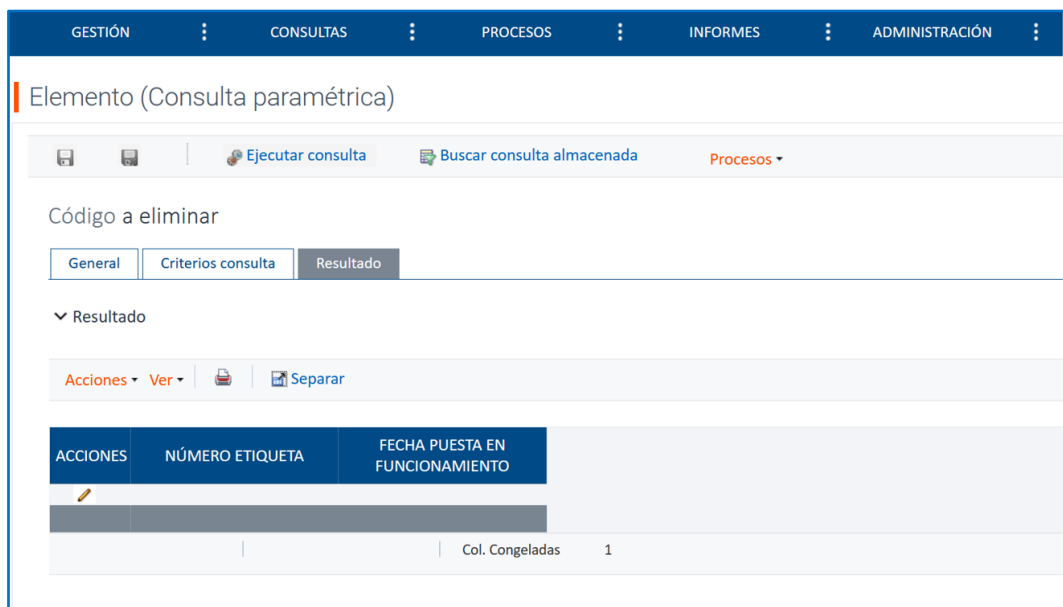 GESTIÓN CONSULTAS PROCESOS INFORMES ADMINISTRACIÓN
Elemento (Consulta paramétrica)
Ejecutar consulta Buscar consulta almacenada Procesos
Código a eliminar
General Criterios consulta Resultado
Resultado
Acciones Ver Separar
ACCIONES NÚMERO ETIQUETA FECHA PUESTA EN
FUNCIONAMIENTO
Col. Congeladas 1